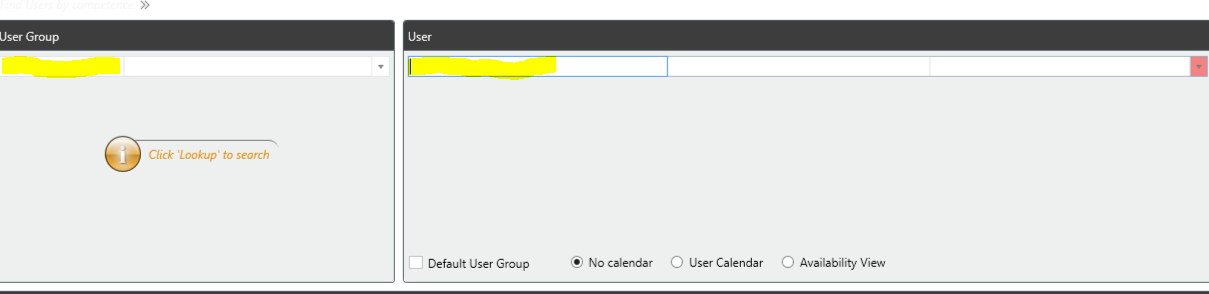 Find Users by competence »
User Group
User
Click 'Lookup' to search
Default User Group No calendar User Calendar Availability View